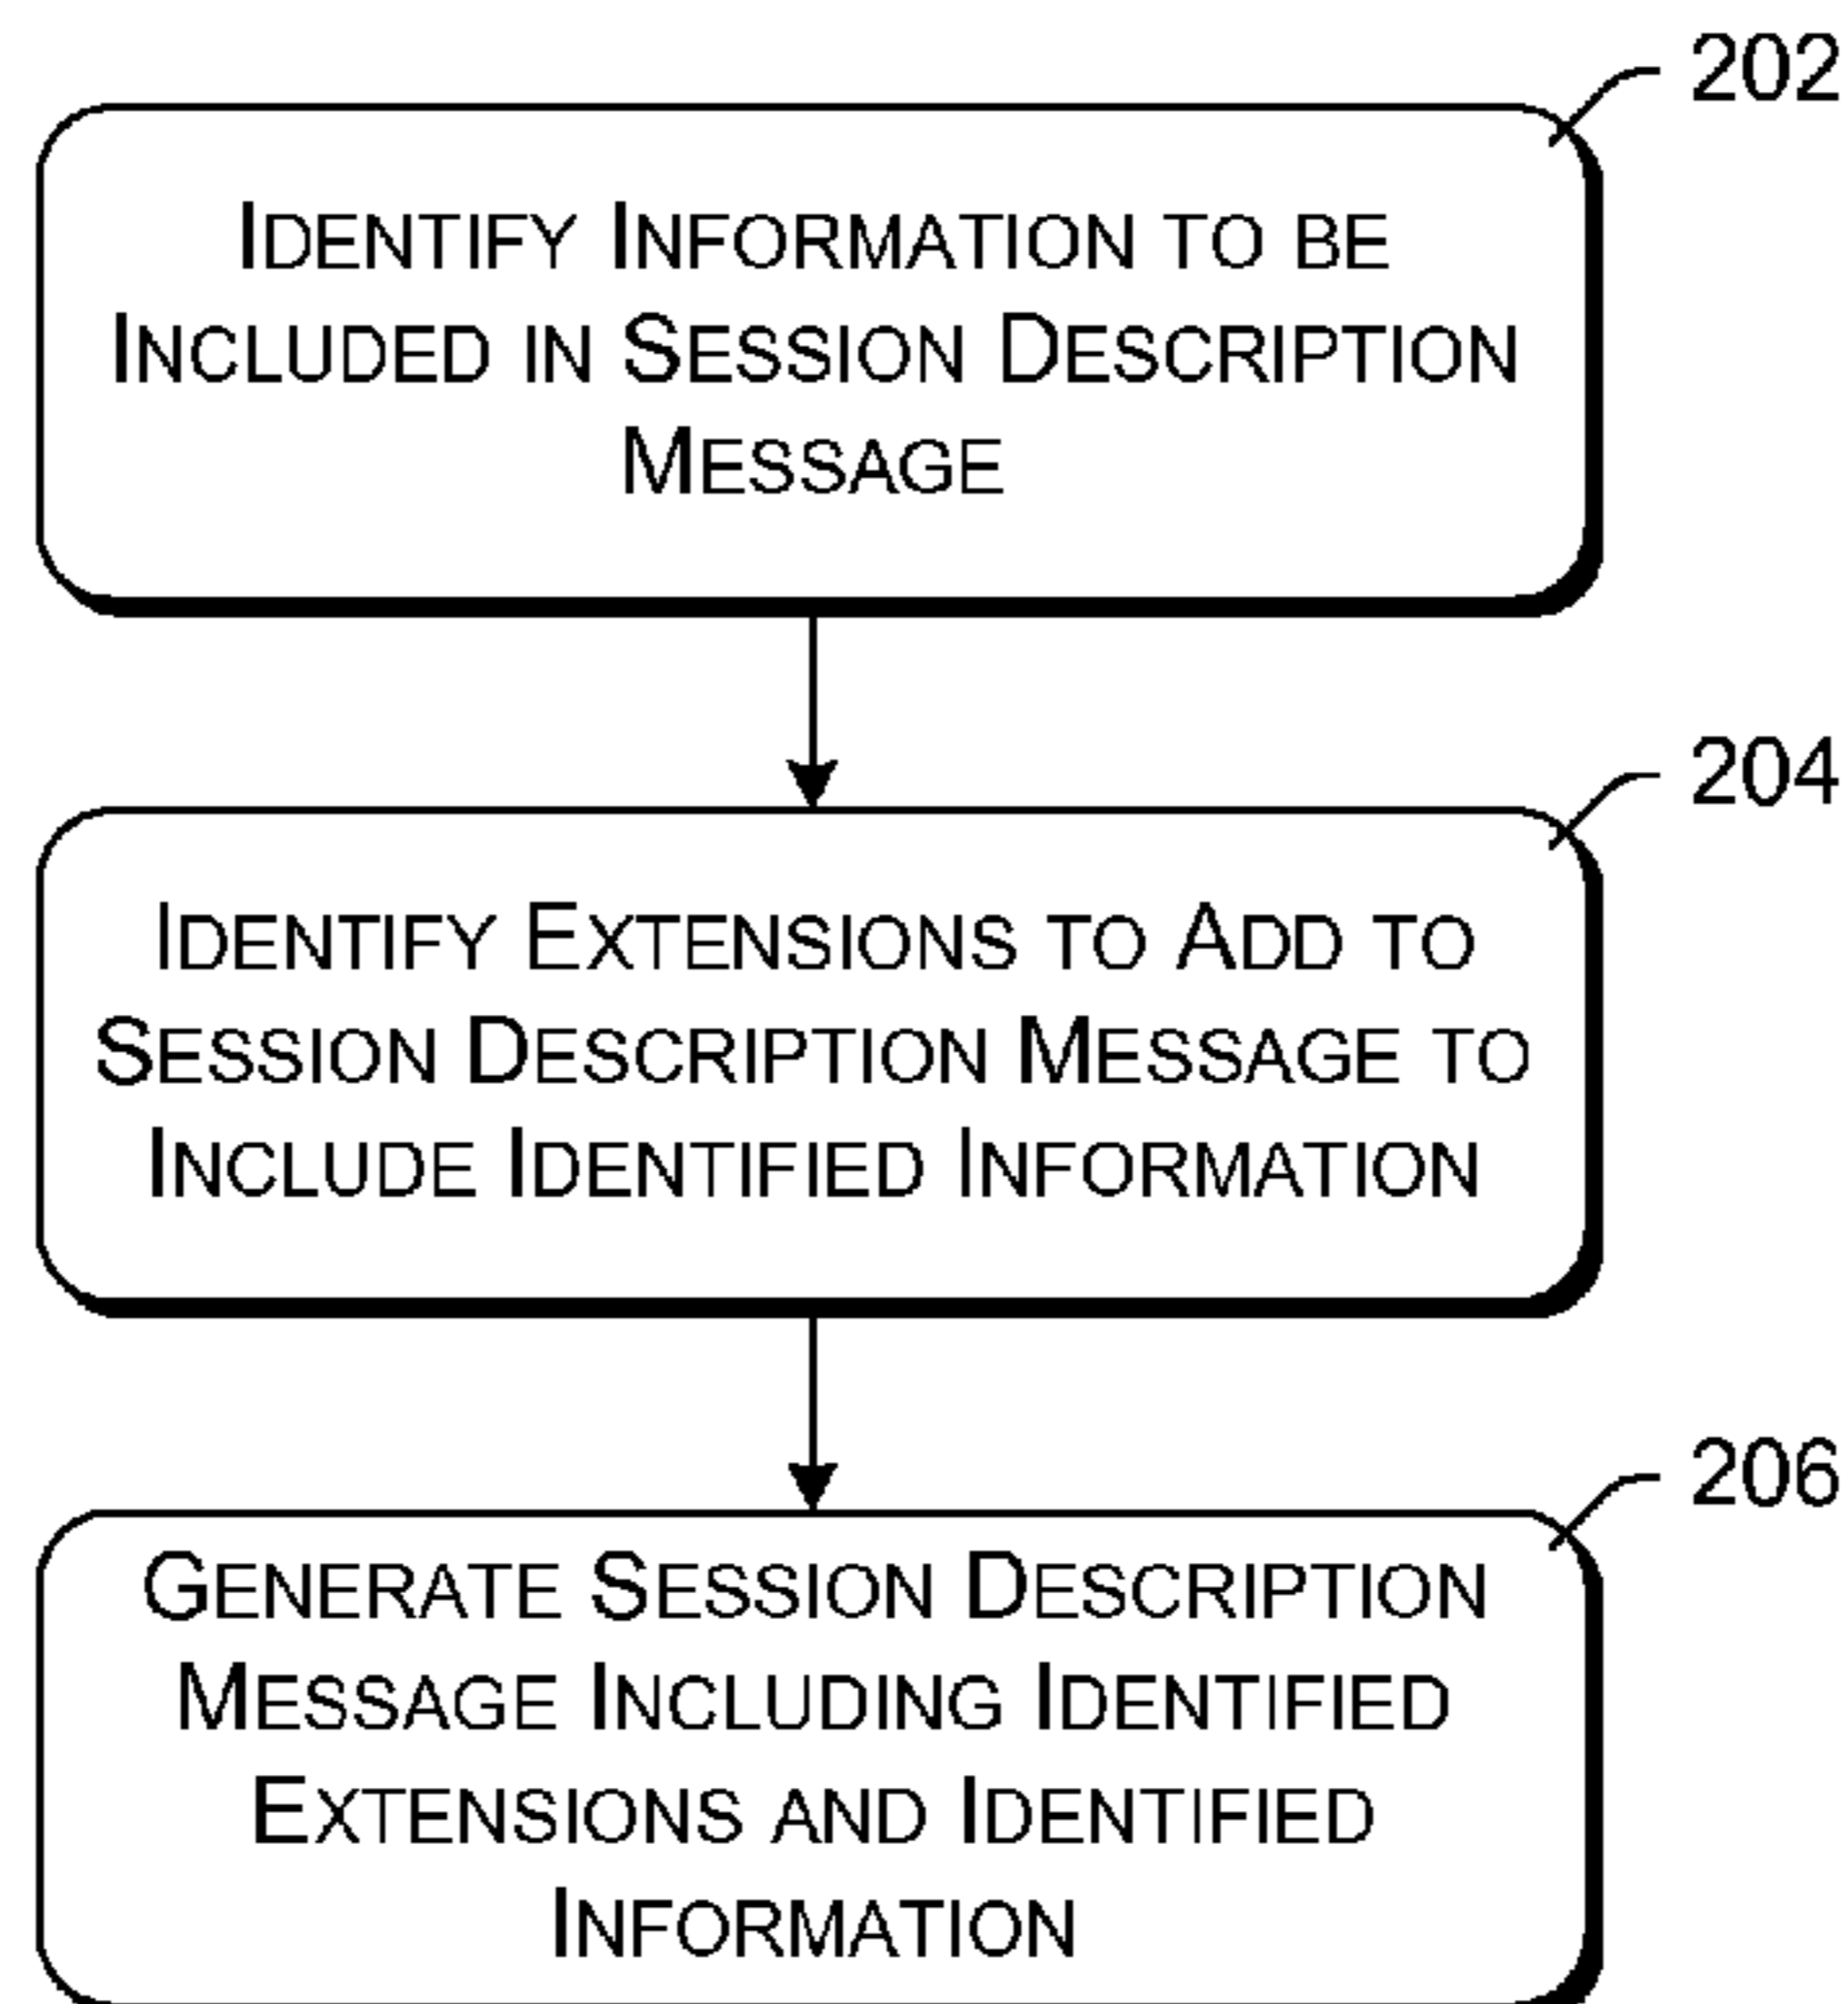 202
IDENTIFY INFORMATION TO BE
INCLUDED IN SESSION DESCRIPTION
MESSAGE
204
IDENTIFY EXTENSIONS TO ADD TO
SESSION DESCRIPTION MESSAGE TO
INCLUDE IDENTIFIED INFORMATION
206
GENERATE SESSION DESCRIPTION
MESSAGE INCLUDING IDENTIFIED
EXTENSIONS AND IDENTIFIED
INFORMATION